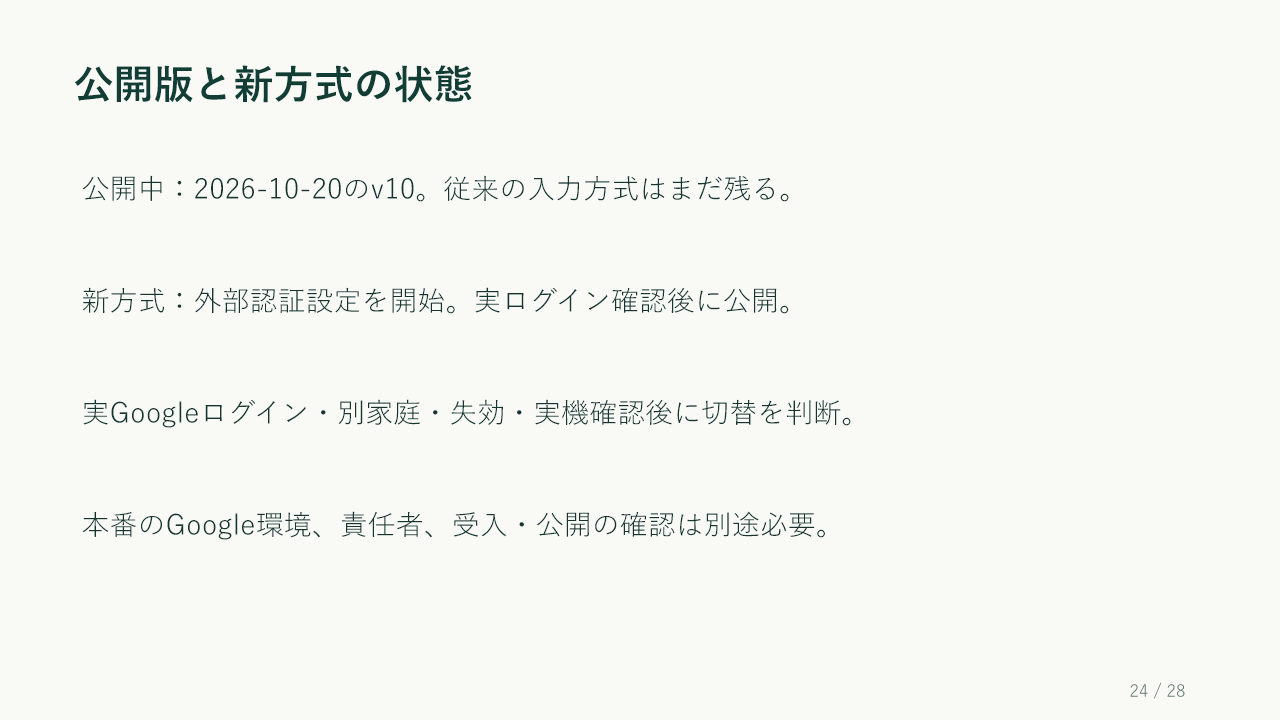 公開版と新方式の状態
公開中：2026-10-20のv10。従来の入力方式はまだ残る。
新方式：外部認証設定を開始。実ログイン確認後に公開。
実Googleログイン・別家庭・失効・実機確認後に切替を判断。
本番のGoogle環境、責任者、受入・公開の確認は別途必要。
24 / 28